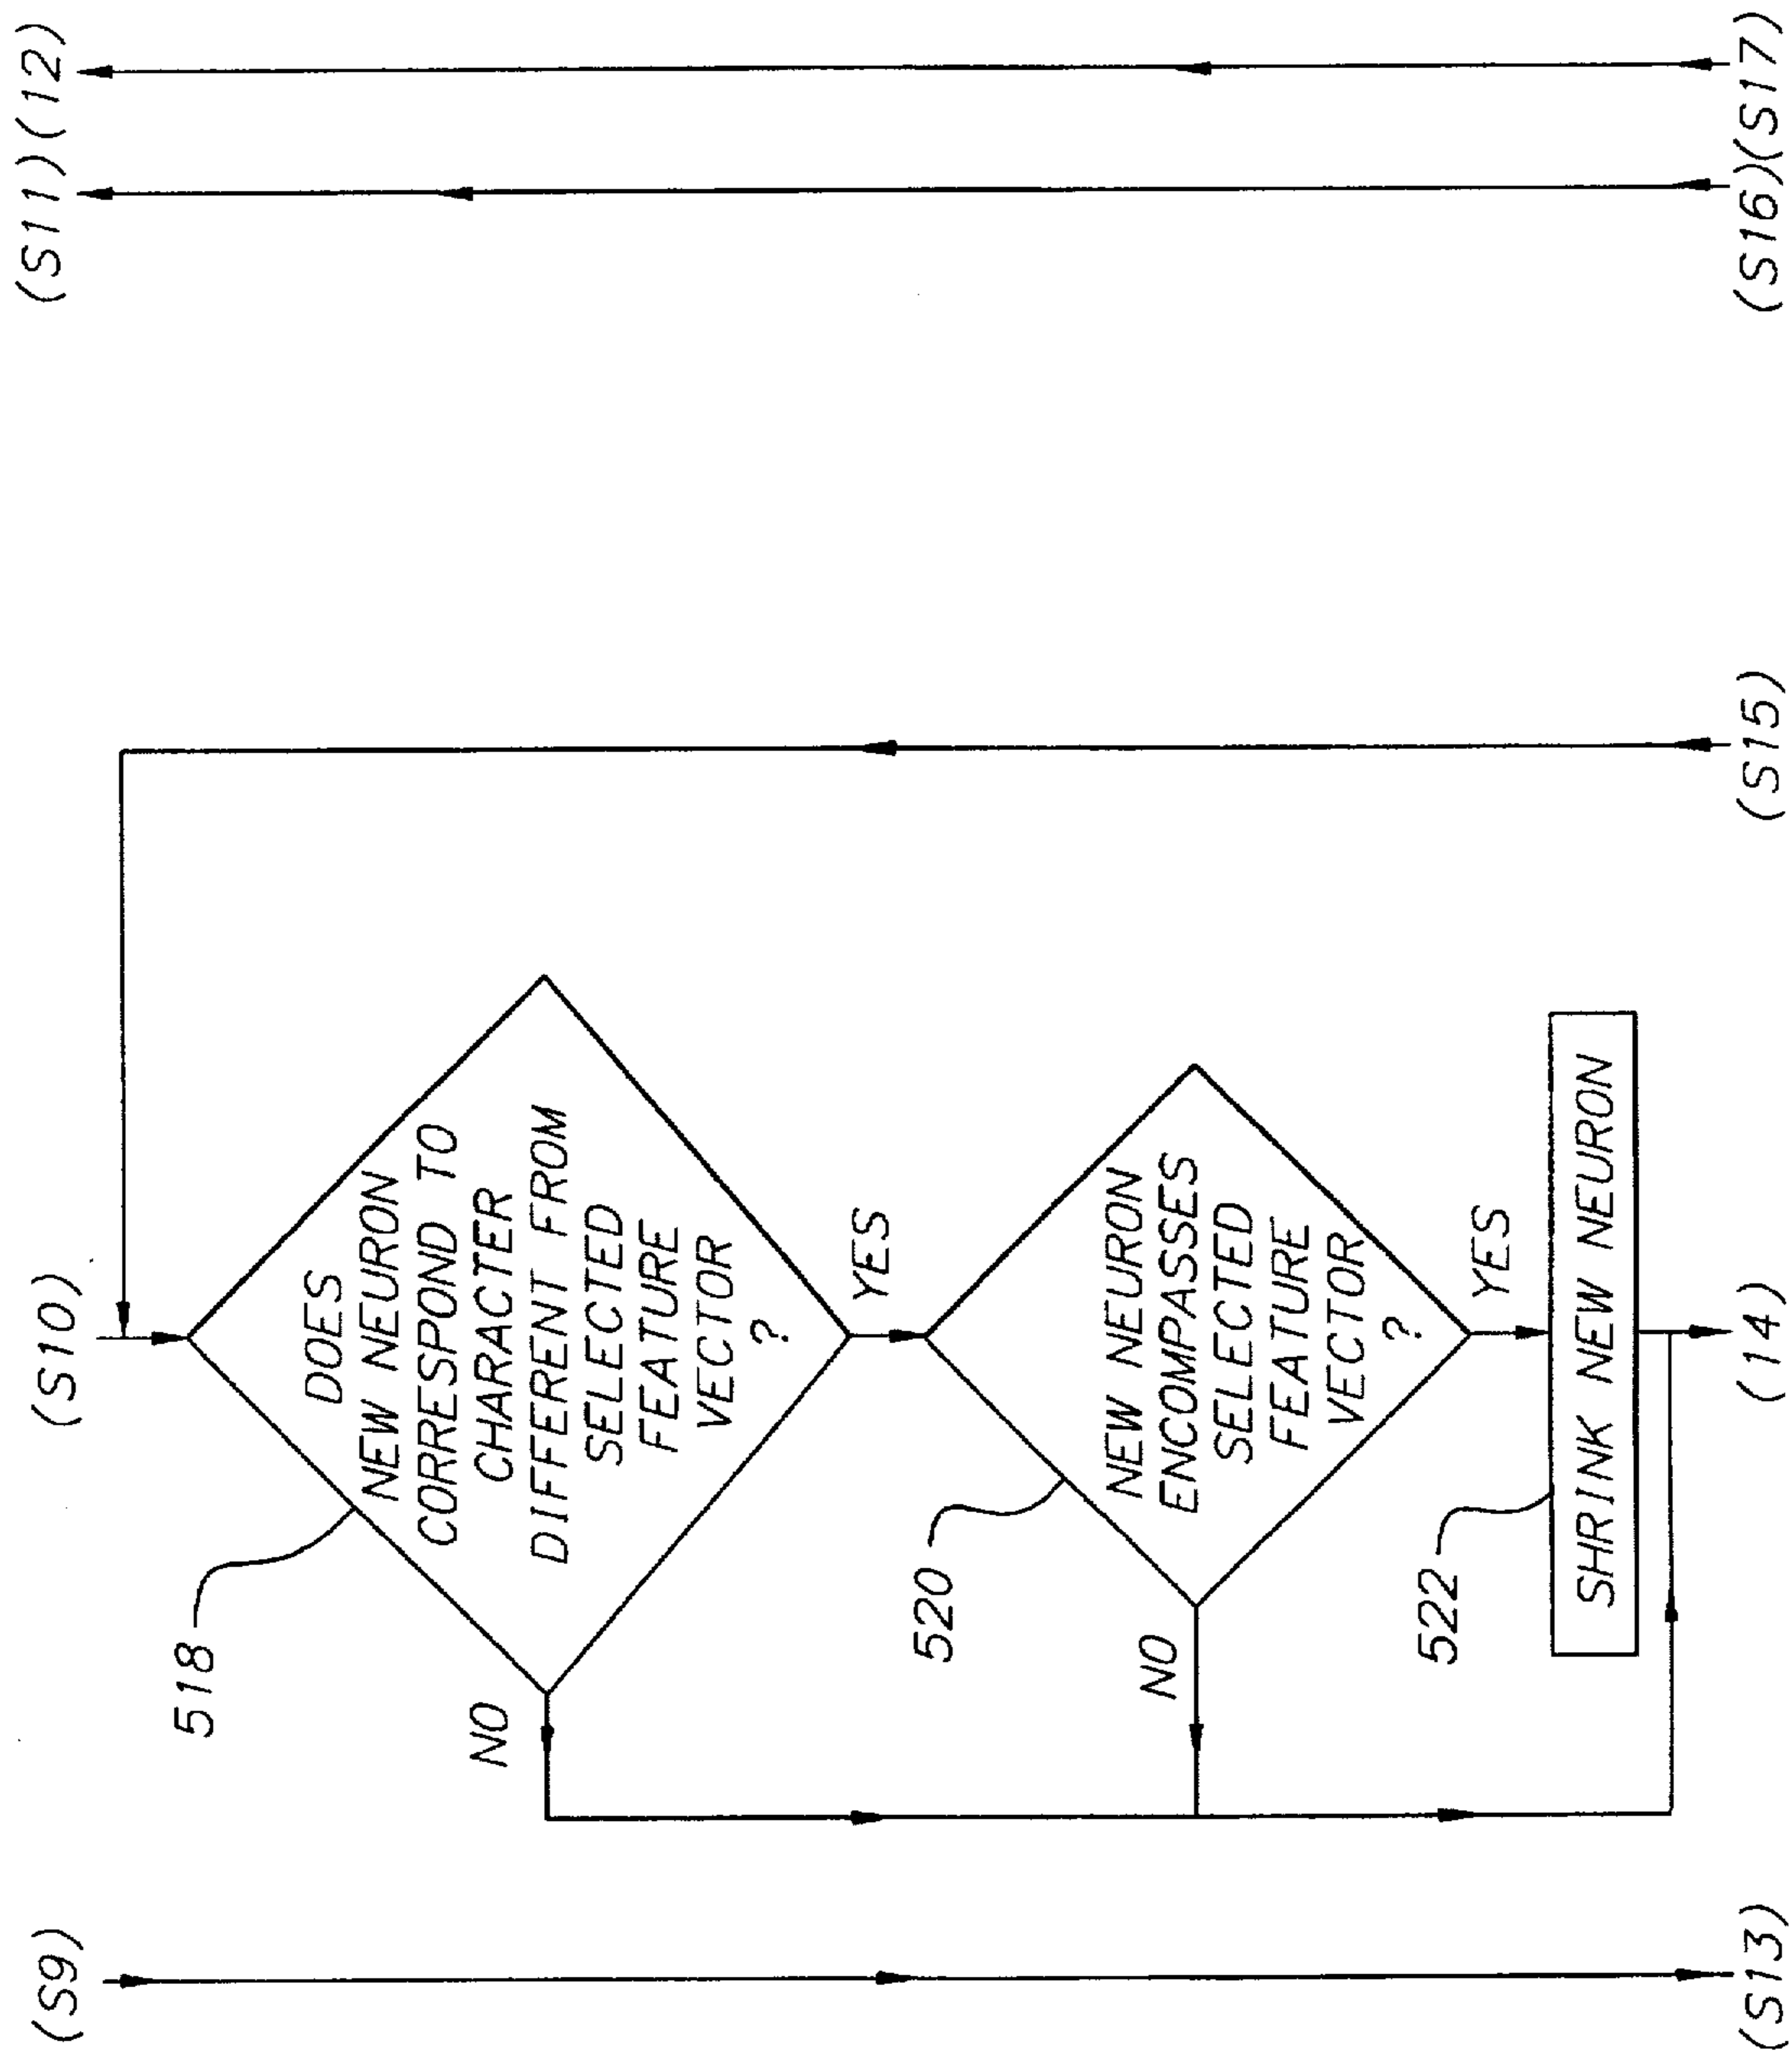 (S9)
(S10)
(S11)(12)
518
DOES
NEW NEURON
CORRESPOND TO
CHARACTER
DIFFERENT FROM
SELECTED
FEATURE
VECTOR
?
NO
YES
520
NEW NEURON
ENCOMPASSES
SELECTED
FEATURE
VECTOR
?
NO
YES
522
SHRINK NEW NEURON
(S13)
(14)
(S15)
(S16)(S17)